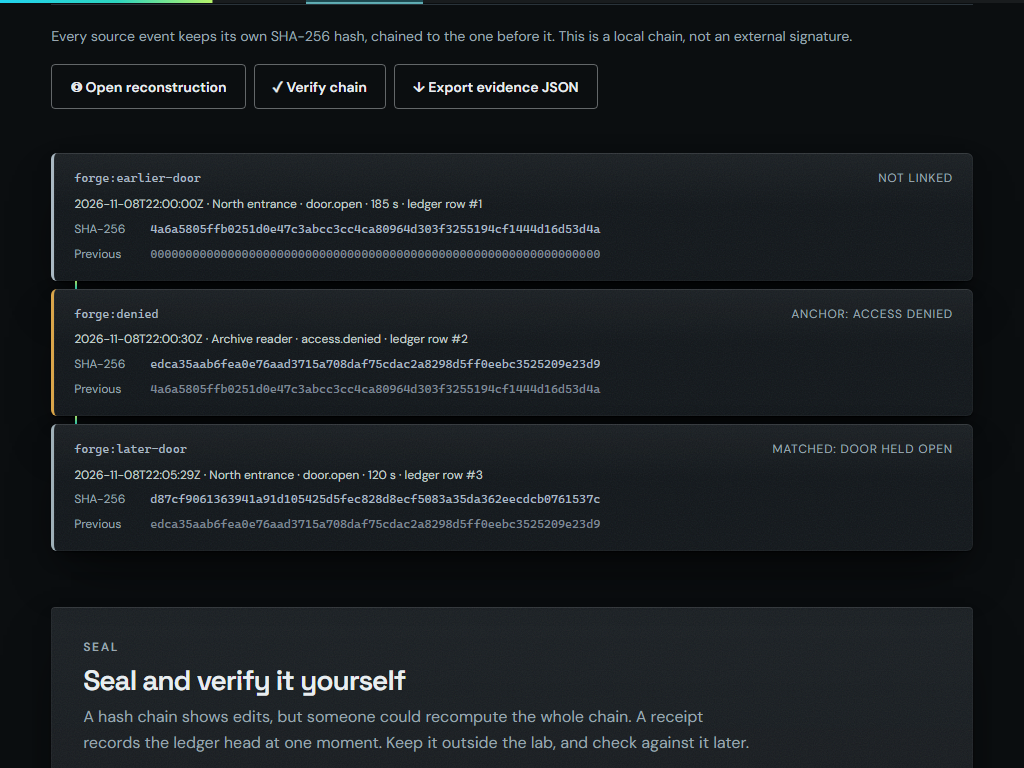 Every source event keeps its own SHA-256 hash, chained to the one before it. This is a local chain, not an external signature.
Open reconstruction
✓ Verify chain
↓ Export evidence JSON
forge:earlier-door
NOT LINKED
2026-11-08T22:00:00Z · North entrance · door.open · 185 s · ledger row #1
SHA-256 4a6a5805ffb0251d0e47c3abcc3cc4ca80964d303f3255194cf1444d16d53d4a
Previous 0000000000000000000000000000000000000000000000000000000000000000
forge:denied
ANCHOR: ACCESS DENIED
2026-11-08T22:00:30Z · Archive reader · access.denied · ledger row #2
SHA-256 edca35aab6fea0e76aad3715a708daf75cdac2a8298d5ff0eebc3525209e23d9
Previous 4a6a5805ffb0251d0e47c3abcc3cc4ca80964d303f3255194cf1444d16d53d4a
forge:later-door
MATCHED: DOOR HELD OPEN
2026-11-08T22:05:29Z · North entrance · door.open · 120 s · ledger row #3
SHA-256 d87cf9061363941a91d105425d5fec828d8ecf5083a35da362eecdcb0761537c
Previous edca35aab6fea0e76aad3715a708daf75cdac2a8298d5ff0eebc3525209e23d9
SEAL
Seal and verify it yourself
A hash chain shows edits, but someone could recompute the whole chain. A receipt
records the ledger head at one moment. Keep it outside the lab, and check against it later.